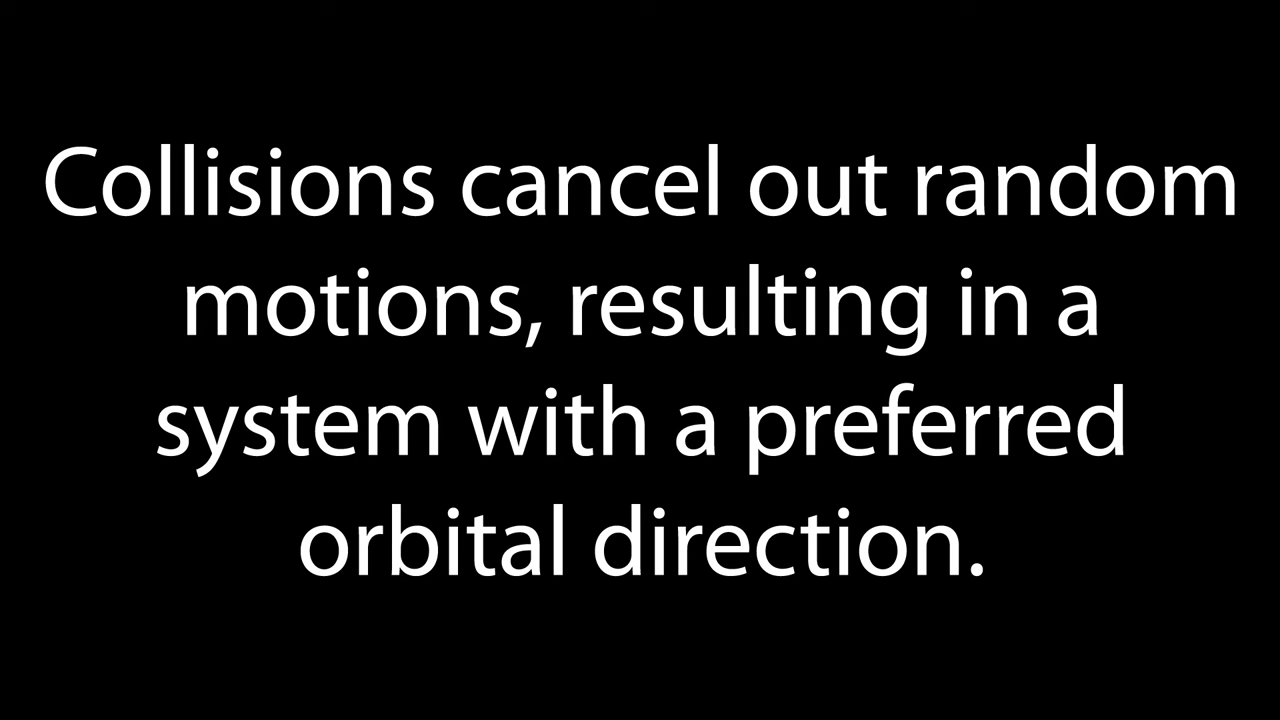 Collisions cancel out random
motions, resulting in a
system with a preferred
orbital direction.